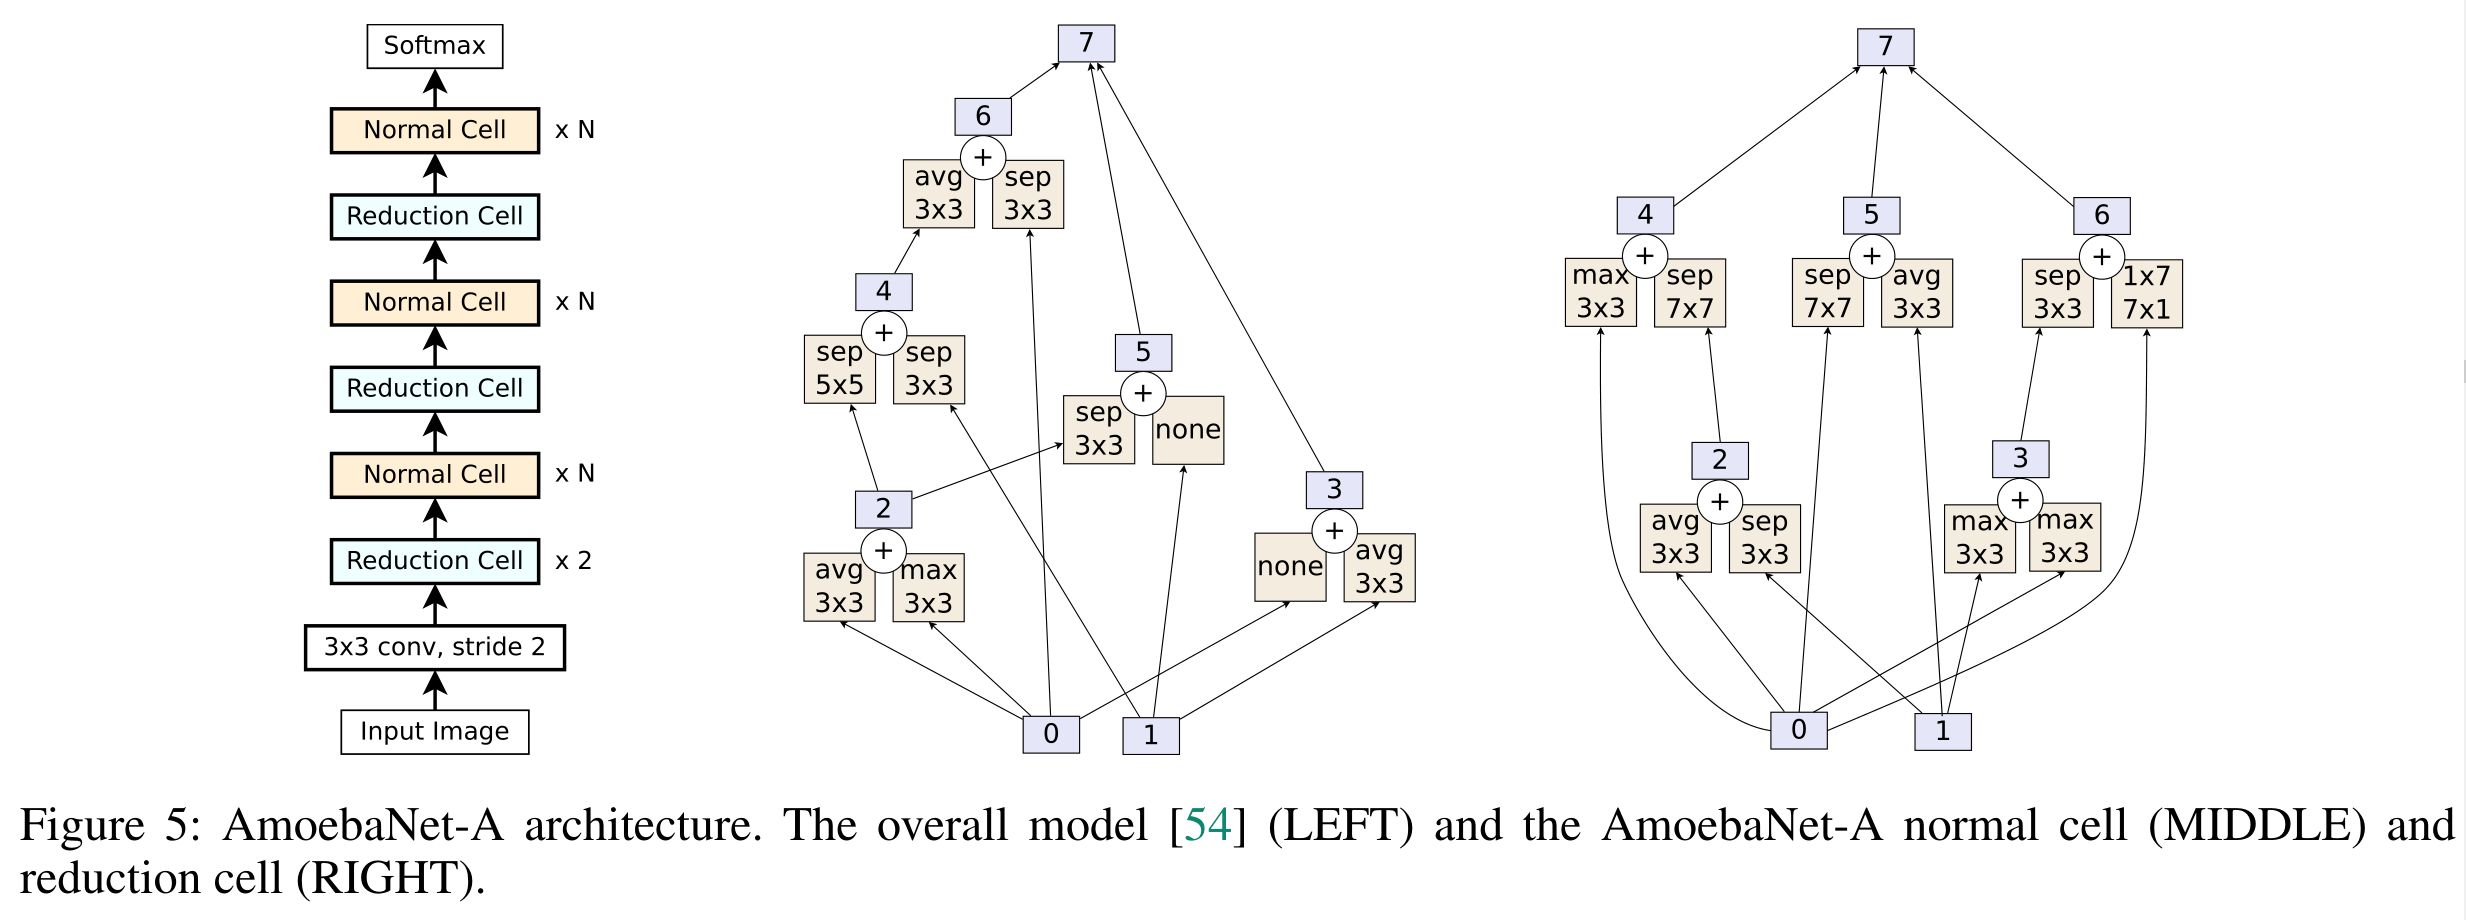 Softmax
Normal Cell x N
Reduction Cell
Normal Cell x N
Reduction Cell
Normal Cell x N
Reduction Cell x 2
3x3 conv, stride 2
Input Image
7
6
+
avg 3x3
sep 3x3
4
+
sep 5x5
sep 3x3
5
+
sep 3x3
none
2
+
avg 3x3
max 3x3
3
+
none
avg 3x3
0
1
7
4
+
max 3x3
sep 7x7
5
+
sep 7x7
avg 3x3
6
+
sep 3x3
1x7 7x1
2
+
avg 3x3
sep 3x3
3
+
max 3x3
max 3x3
0
1
Figure 5: AmoebaNet-A architecture. The overall model [54] (LEFT) and the AmoebaNet-A normal cell (MIDDLE) and
reduction cell (RIGHT).